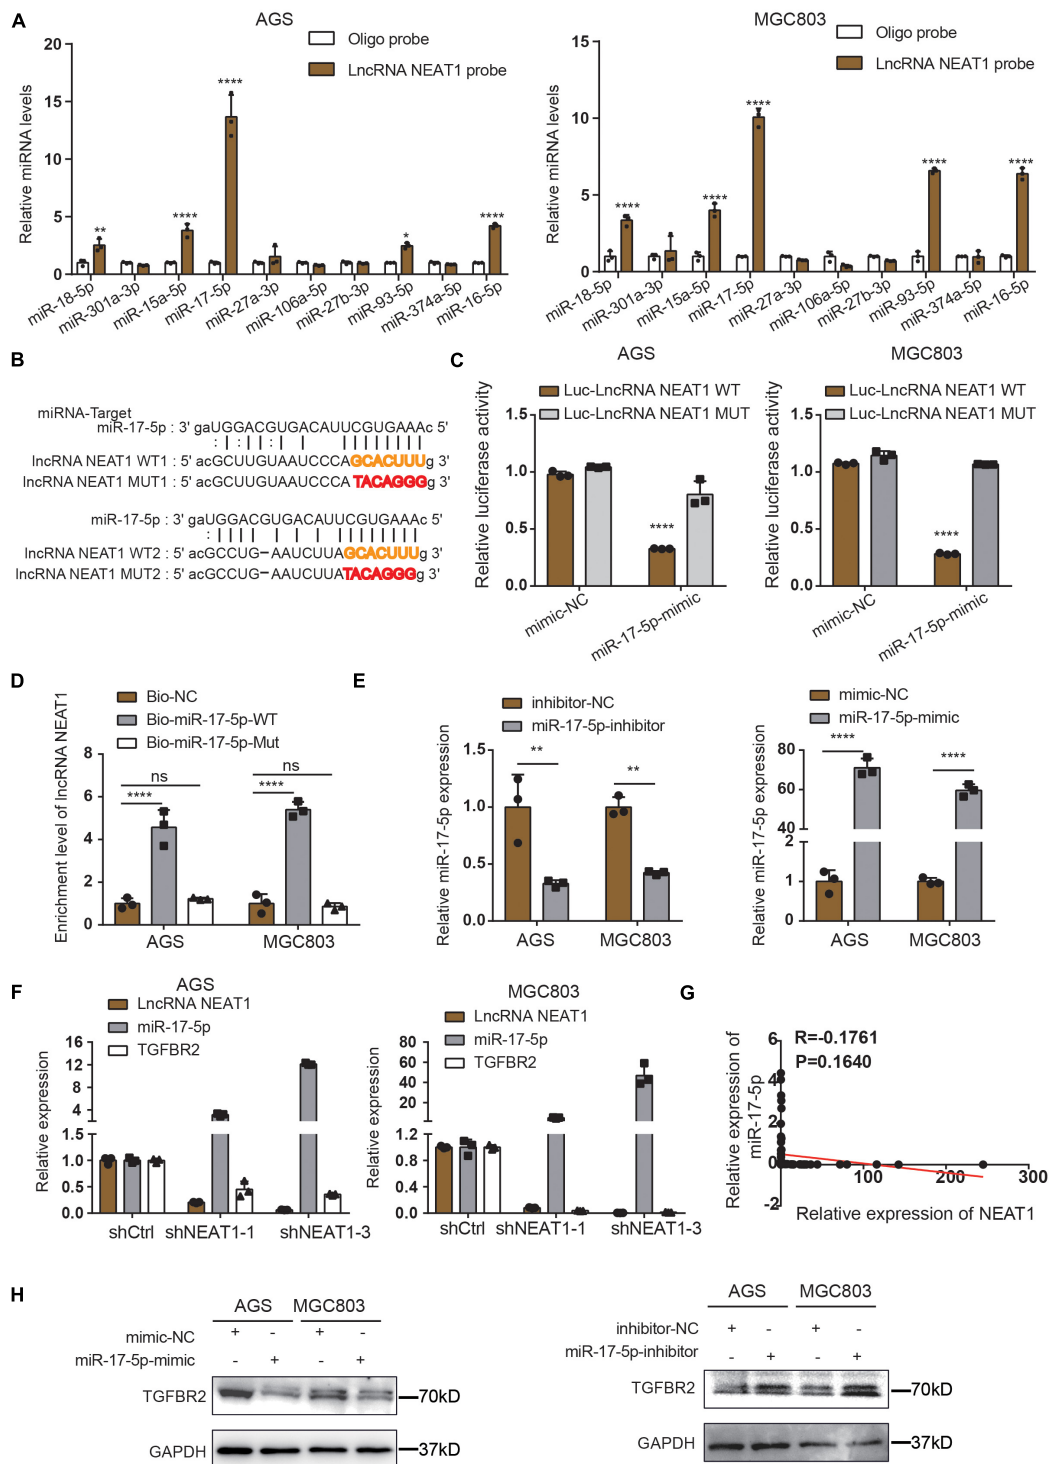 A
AGS
Oligo probe
LncRNA NEAT1 probe
Relative miRNA levels
20
15
10
5
0
**
****
****
*
****
miR-18-5p
miR-301a-3p
miR-15a-5p
miR-17-5p
miR-27a-3p
miR-106a-5p
miR-27b-3p
miR-93-5p
miR-374a-5p
miR-16-5p
MGC803
Oligo probe
LncRNA NEAT1 probe
Relative miRNA levels
15
10
5
0
****
****
****
****
****
miR-18-5p
miR-301a-3p
miR-15a-5p
miR-17-5p
miR-27a-3p
miR-106a-5p
miR-27b-3p
miR-93-5p
miR-374a-5p
miR-16-5p
B
miRNA-Target
miR-17-5p : 3' gaUGGACGUGACAUUCGUGAAAc 5'
lncRNA NEAT1 WT1 : 5' acGCUUGUAAUCCCAGCACUUUg 3'
lncRNA NEAT1 MUT1 : 5' acGCUUGUAAUCCCA TACAGGGg 3'
miR-17-5p : 3' gaUGGACGUGACAUUCGUGAAAc 5'
lncRNA NEAT1 WT2 : 5' acGCCUG-AAUCUUAGCACUUUg 3'
lncRNA NEAT1 MUT2 : 5' acGCCUG-AAUCUUATACAGGGg 3'
C
AGS
Luc-LncRNA NEAT1 WT
Luc-LncRNA NEAT1 MUT
Relative luciferase activity
1.5
1.0
0.5
0.0
****
mimic-NC
miR-17-5p-mimic
MGC803
Luc-LncRNA NEAT1 WT
Luc-LncRNA NEAT1 MUT
Relative luciferase activity
1.5
1.0
0.5
0.0
****
mimic-NC
miR-17-5p-mimic
D
Bio-NC
Bio-miR-17-5p-WT
Bio-miR-17-5p-Mut
Enrichment level of lncRNA NEAT1
8
6
4
2
0
ns
****
ns
****
AGS
MGC803
E
inhibitor-NC
miR-17-5p-inhibitor
Relative miR-17-5p expression
1.5
1.0
0.5
0.0
**
**
AGS
MGC803
mimic-NC
miR-17-5p-mimic
Relative miR-17-5p expression
80
60
40
2
1
0
****
****
AGS
MGC803
F
AGS
LncRNA NEAT1
miR-17-5p
TGFBR2
Relative expression
16
12
8
4
1.5
1.0
0.5
0.0
shCtrl
shNEAT1-1
shNEAT1-3
MGC803
LncRNA NEAT1
miR-17-5p
TGFBR2
Relative expression
80
60
40
20
1.2
0.8
0.4
0.0
shCtrl
shNEAT1-1
shNEAT1-3
G
R=-0.1761
P=0.1640
Relative expression of
miR-17-5p
6
4
2
0
-2
100
200
300
Relative expression of NEAT1
H
AGS MGC803
mimic-NC + - + -
miR-17-5p-mimic - + - +
TGFBR2 70kD
GAPDH 37kD
AGS MGC803
inhibitor-NC + - + -
miR-17-5p-inhibitor - + - +
TGFBR2 70kD
GAPDH 37kD